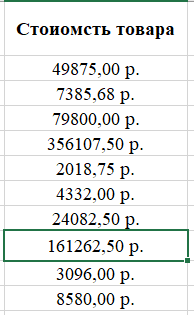 Стоиомсть товара
49875,00 р.
7385,68 р.
79800,00 р.
356107,50 р.
2018,75 р.
4332,00 р.
24082,50 р.
161262,50 р.
3096,00 р.
8580,00 р.